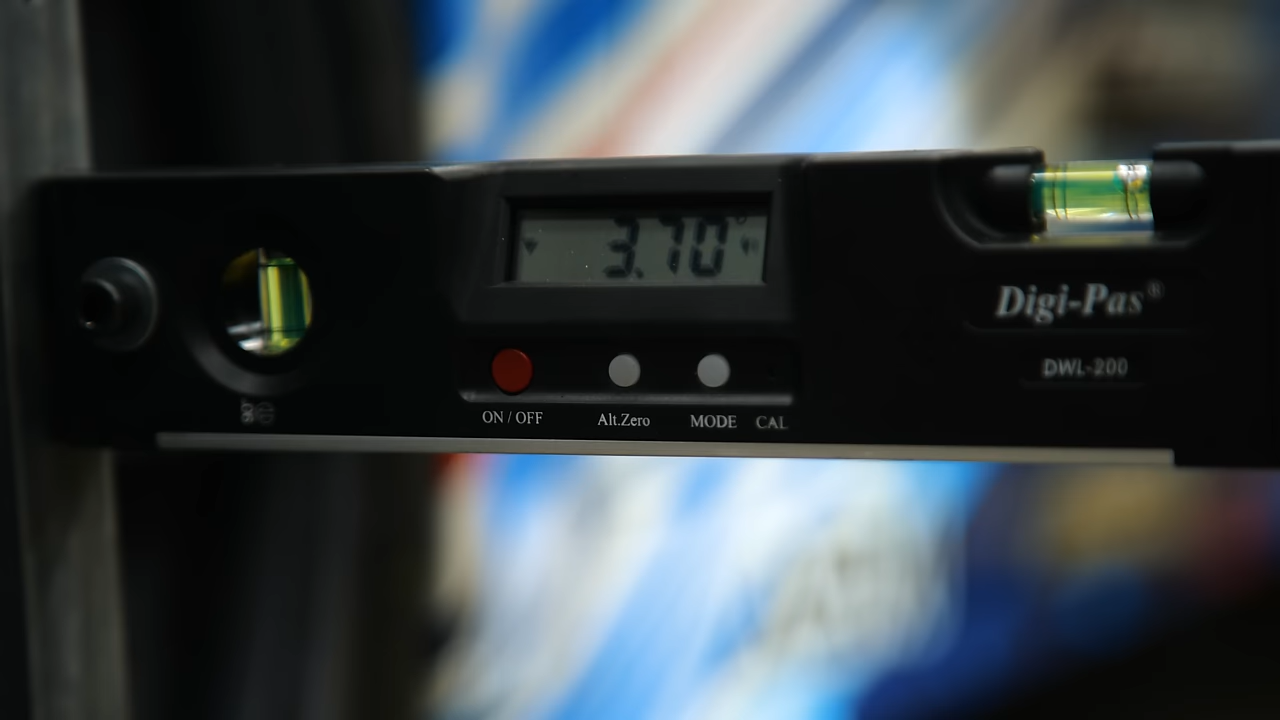 3.70°
Digi-Pas®
DWL-200
ON / OFF
Alt.Zero
MODE
CAL